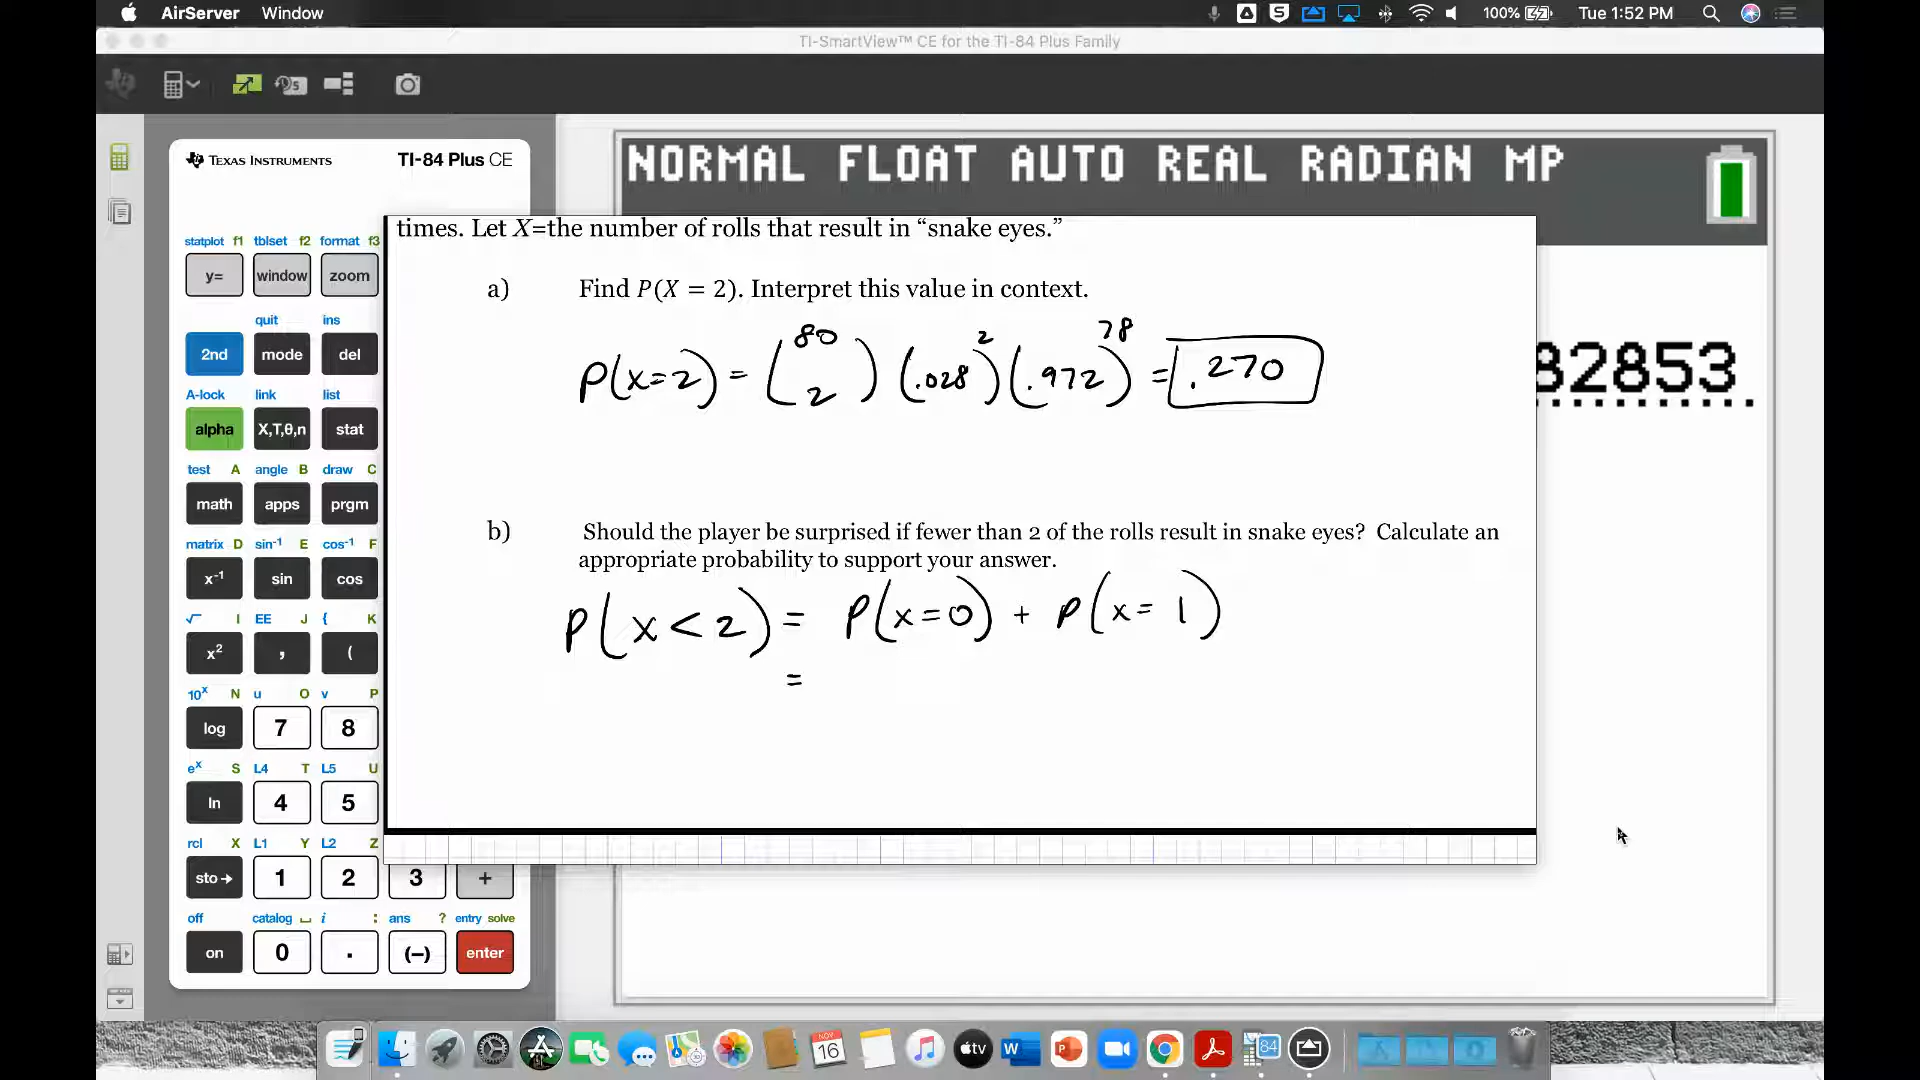 AirServer Window 100% Tue 1:52 PM
TI-SmartView™ CE for the TI-84 Plus Family
TEXAS INSTRUMENTS TI-84 Plus CE
NORMAL FLOAT AUTO REAL RADIAN MP
times. Let X=the number of rolls that result in “snake eyes.”
a) Find P(X = 2). Interpret this value in context.
P(x=2) = (80 2) (.028)^2 (.972)^78 = .270
82853
b) Should the player be surprised if fewer than 2 of the rolls result in snake eyes? Calculate an
appropriate probability to support your answer.
P(x<2) = P(x=0) + P(x=1)
=
statplot f1 tblset f2 format f3
y= window zoom
quit ins
2nd mode del
A-lock link list
alpha X,T,θ,n stat
test A angle B draw C
math apps prgm
matrix D sin⁻¹ E cos⁻¹ F
x⁻¹ sin cos
√ I EE J { K
x² , (
10ˣ N u O v P
log 7 8
eˣ S L4 T L5 U
ln 4 5
rcl X L1 Y L2 Z
sto→ 1 2 3 +
off catalog ⎵ i : ans ? entry solve
on 0 . (−) enter
NOV
16
tv
W
P
84